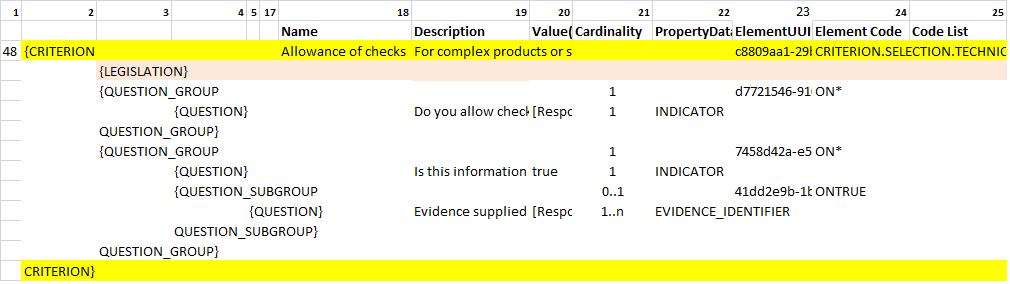 1 2 3 4 5 17 18 19 20 21 22 23 24 25
Name Description Value( Cardinality PropertyData ElementUUI Element Code Code List
48 {CRITERION Allowance of checks For complex products or s c8809aa1-29 CRITERION.SELECTION.TECHNIC
{LEGISLATION}
{QUESTION_GROUP 1 d7721546-91 ON*
{QUESTION} Do you allow check [Respo 1 INDICATOR
QUESTION_GROUP}
{QUESTION_GROUP 1 7458d42a-e5 ON*
{QUESTION} Is this information true 1 INDICATOR
{QUESTION_SUBGROUP 0..1 41dd2e9b-1b ONTRUE
{QUESTION} Evidence supplied [Respo 1..n EVIDENCE_IDENTIFIER
QUESTION_SUBGROUP}
QUESTION_GROUP}
CRITERION}